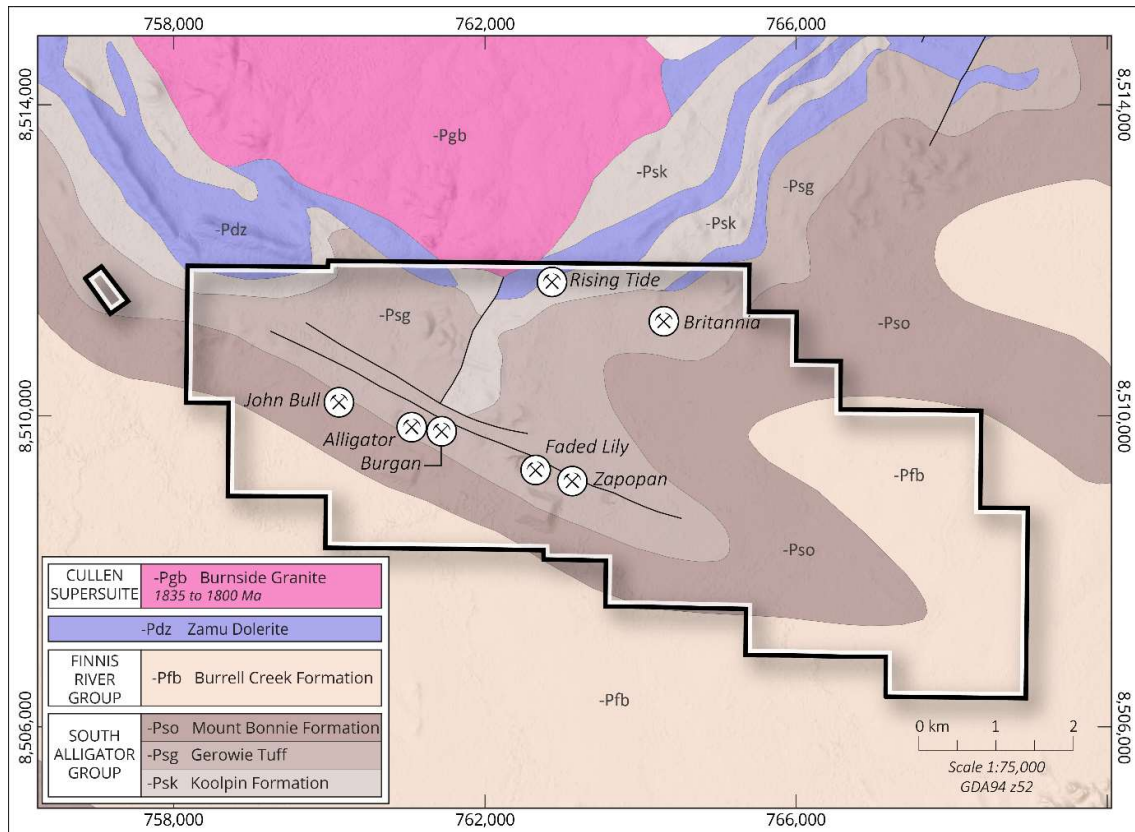 758,000
762,000
766,000
8,514,000
8,514,000
-Pgb
-Psk
-Psg
-Psk
-Pdz
Rising Tide
-Psg
Britannia
-Pso
John Bull
8,510,000
8,510,000
Alligator
Faded Lily
Burgan
Zapopan
-Pfb
-Pso
CULLEN
SUPERSUITE
-Pgb Burnside Granite
1835 to 1800 Ma
-Pdz Zamu Dolerite
FINNIS
RIVER
GROUP
-Pfb Burrell Creek Formation
SOUTH
ALLIGATOR
GROUP
-Pso Mount Bonnie Formation
-Psg Gerowie Tuff
-Psk Koolpin Formation
-Pfb
8,506,000
8,506,000
0 km 1 2
Scale 1:75,000
GDA94 z52
758,000
762,000
766,000